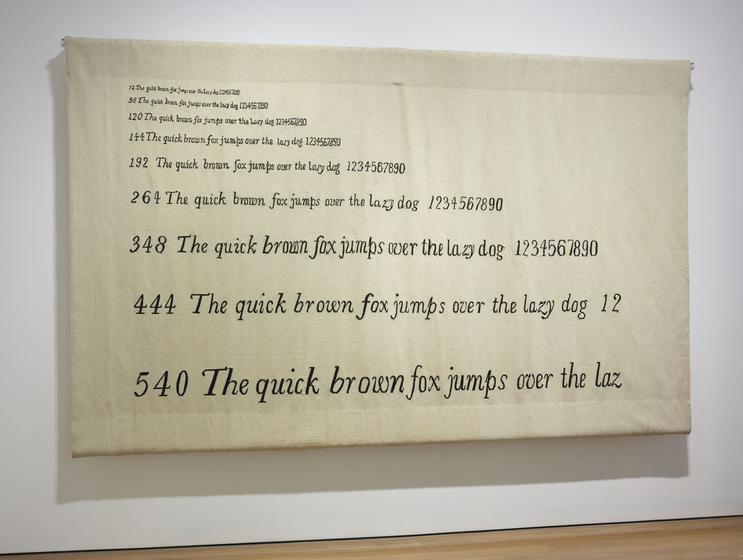 72 The quick brown fox jumps over the lazy dog 1234567890
96 The quick brown fox jumps over the lazy dog 1234567890
120 The quick brown fox jumps over the lazy dog 1234567890
144 The quick brown fox jumps over the lazy dog 1234567890
192 The quick brown fox jumps over the lazy dog 1234567890
264 The quick brown fox jumps over the lazy dog 1234567890
348 The quick brown fox jumps over the lazy dog 1234567890
444 The quick brown fox jumps over the lazy dog 12
540 The quick brown fox jumps over the laz